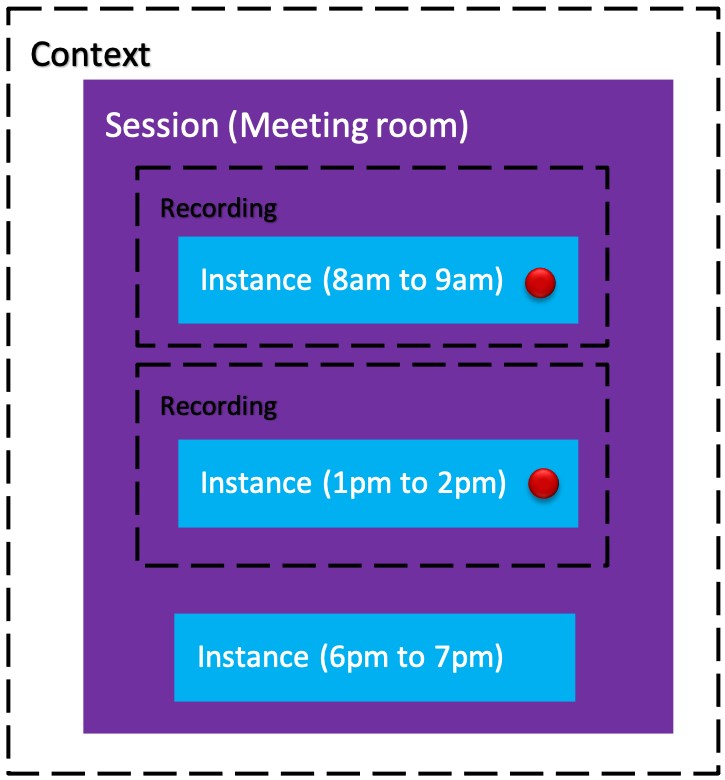 Context
Session (Meeting room)
Recording
Instance (8am to 9am)
Recording
Instance (1pm to 2pm)
Instance (6pm to 7pm)